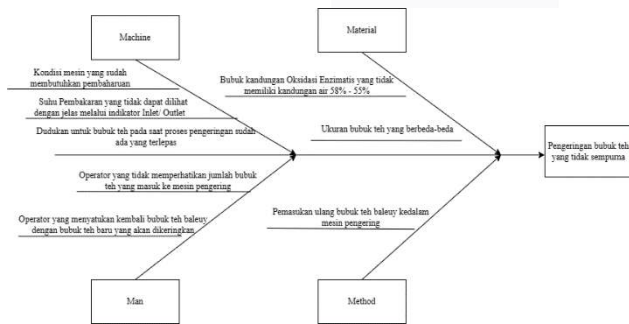 Machine
Material
Kondisi mesin yang sudah
membutuhkan pembaharuan
Bubuk kandungan Oksidasi Enzimatis yang tidak
memiliki kandungan air 58% - 55%
Suhu Pembakaran yang tidak dapat dilihat
dengan jelas melalui indikator Inlet/ Outlet
Dudukan untuk bubuk teh pada saat proses pengeringan sudah
ada yang terlepas
Ukuran bubuk teh yang berbeda-beda
Pengeringan bubuk teh
yang tidak sempurna
Operator yang tidak memperhatikan jumlah bubuk
teh yang masuk ke mesin pengering
Operator yang menyatukan kembali bubuk teh baleuy
dengan bubuk teh baru yang akan dikeringkan
Pemasukan ulang bubuk teh baleuy kedalam
mesin pengering
Man
Method